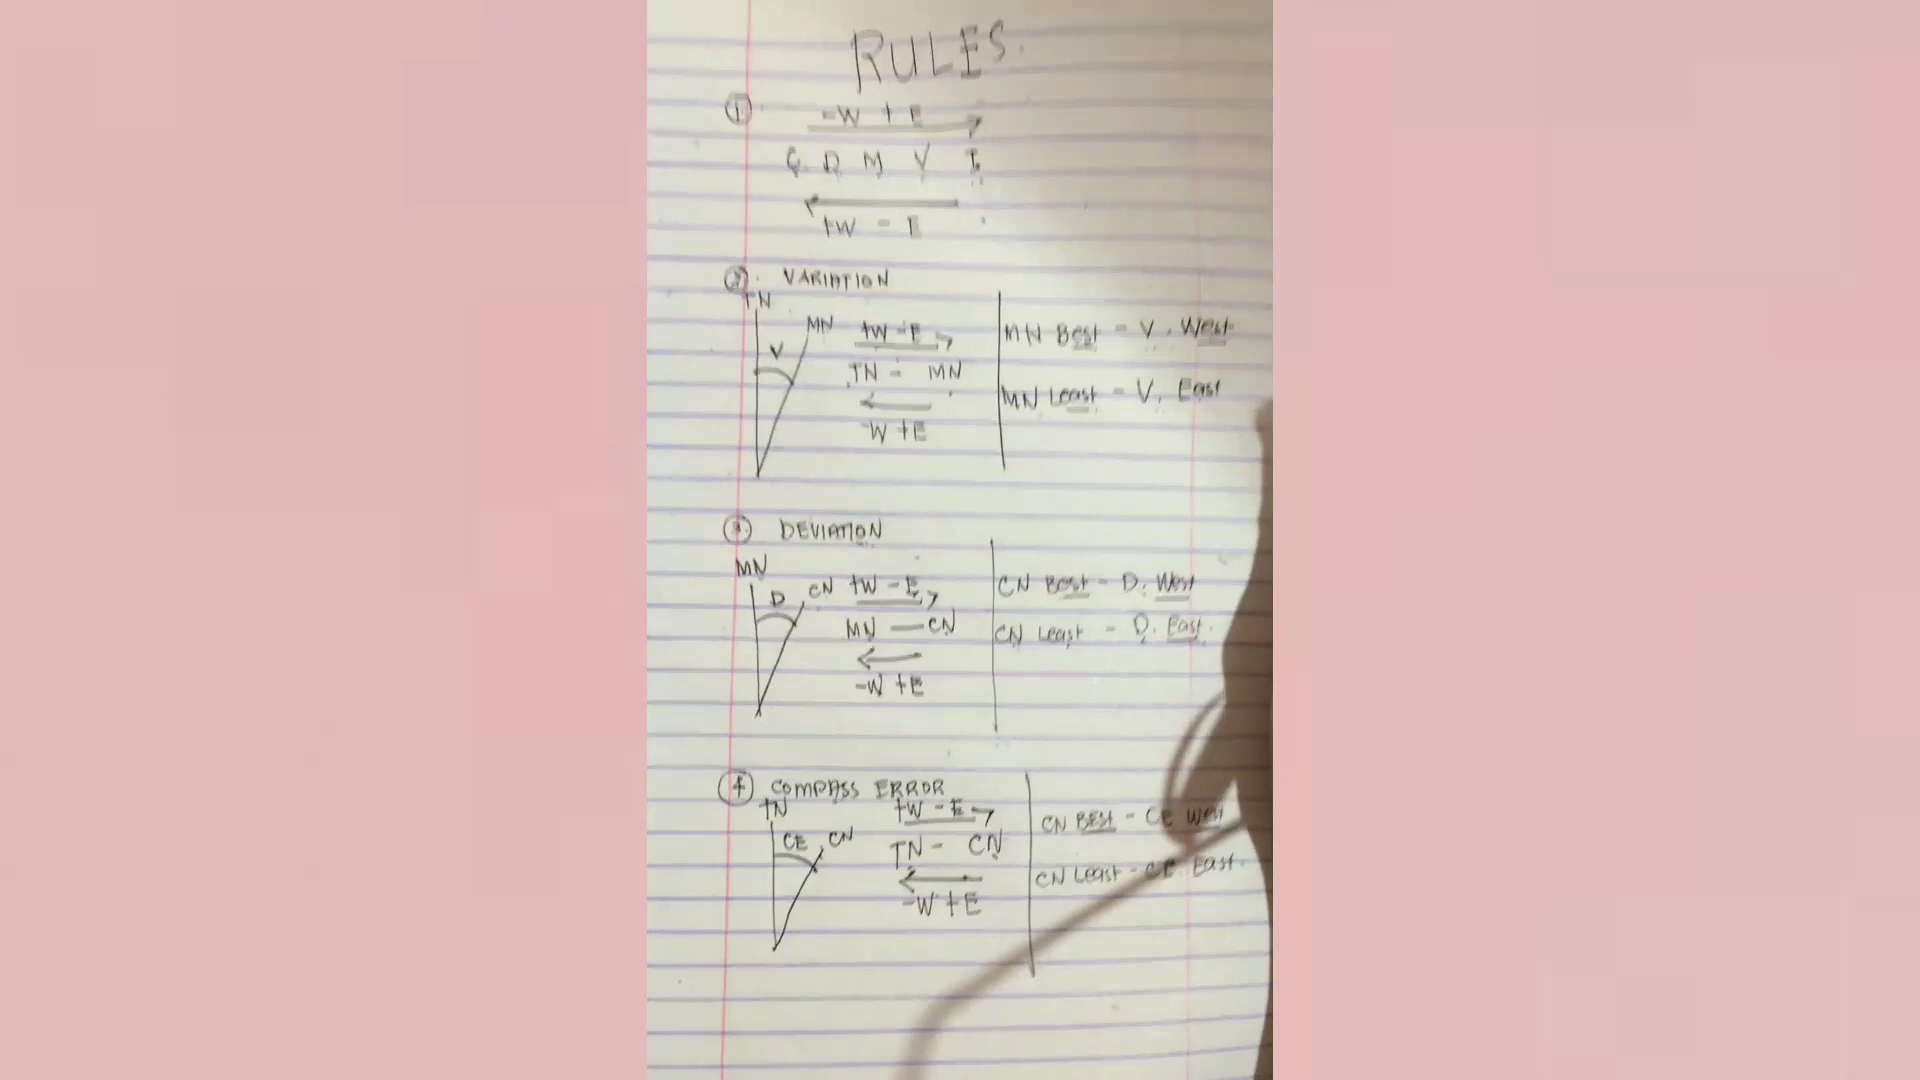 RULES.
① -W + E
C D M V T
+W - E
② VARIATION
TN
MN
V
+W - E
TN - MN
-W + E
MN Best - V. West
MN Least - V. East
③ DEVIATION
MN
D
CN
+W - E
MN — CN
-W + E
CN Best - D. West
CN Least - D. East.
④ COMPASS ERROR
TN
CE
CN
+W - E
TN - CN
-W + E
CN BEST - CE West
CN Least - CE East.